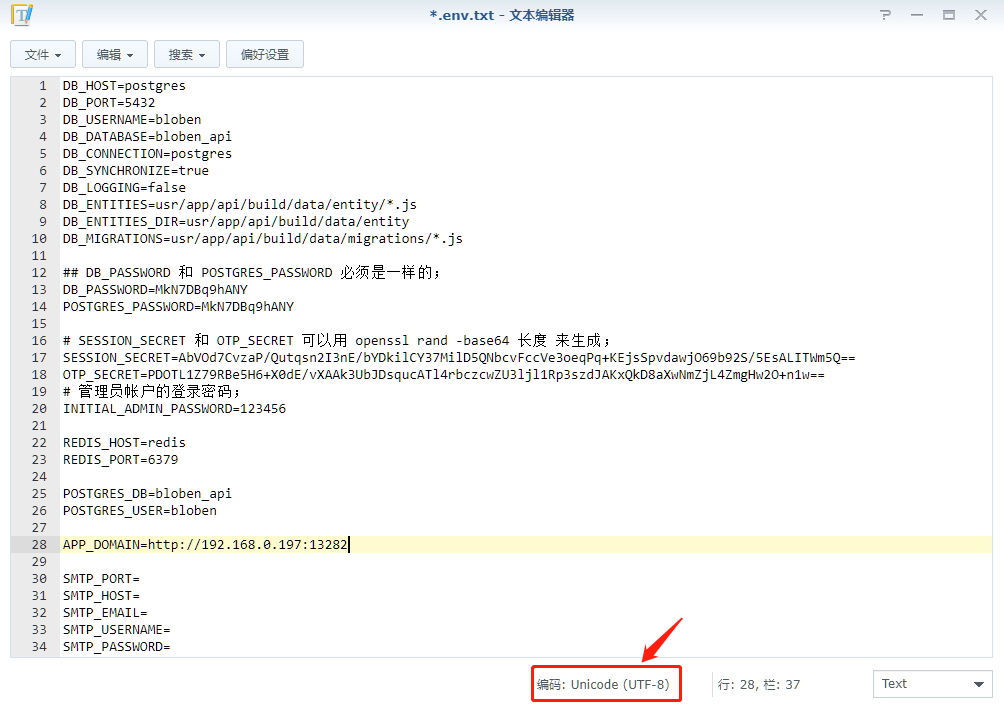 *.env.txt - 文本编辑器
文件 编辑 搜索 偏好设置
1 DB_HOST=postgres
2 DB_PORT=5432
3 DB_USERNAME=bloben
4 DB_DATABASE=bloben_api
5 DB_CONNECTION=postgres
6 DB_SYNCHRONIZE=true
7 DB_LOGGING=false
8 DB_ENTITIES=usr/app/api/build/data/entity/*.js
9 DB_ENTITIES_DIR=usr/app/api/build/data/entity
10 DB_MIGRATIONS=usr/app/api/build/data/migrations/*.js
11
12 ## DB_PASSWORD 和 POSTGRES_PASSWORD 必须是一样的;
13 DB_PASSWORD=MkN7DBq9hANY
14 POSTGRES_PASSWORD=MkN7DBq9hANY
15
16 # SESSION_SECRET 和 OTP_SECRET 可以用 openssl rand -base64 长度 来生成;
17 SESSION_SECRET=AbVOd7CvzaP/Qutqsn2I3nE/bYDkilCY37MilD5QNbcvFccVe3oeqPq+KEjsSpvdawjO69b92S/5EsALITWm5Q==
18 OTP_SECRET=PDOTL1Z79RBe5H6+X0dE/vXAAk3UbJDsqucATl4rbczcwZU3ljl1Rp3szdJAKxQkD8aXwNmZjL4ZmgHw2O+n1w==
19 # 管理员帐户的登录密码;
20 INITIAL_ADMIN_PASSWORD=123456
21
22 REDIS_HOST=redis
23 REDIS_PORT=6379
24
25 POSTGRES_DB=bloben_api
26 POSTGRES_USER=bloben
27
28 APP_DOMAIN=http://192.168.0.197:13282
29
30 SMTP_PORT=
31 SMTP_HOST=
32 SMTP_EMAIL=
33 SMTP_USERNAME=
34 SMTP_PASSWORD=
编码: Unicode (UTF-8) 行: 28, 栏: 37 Text